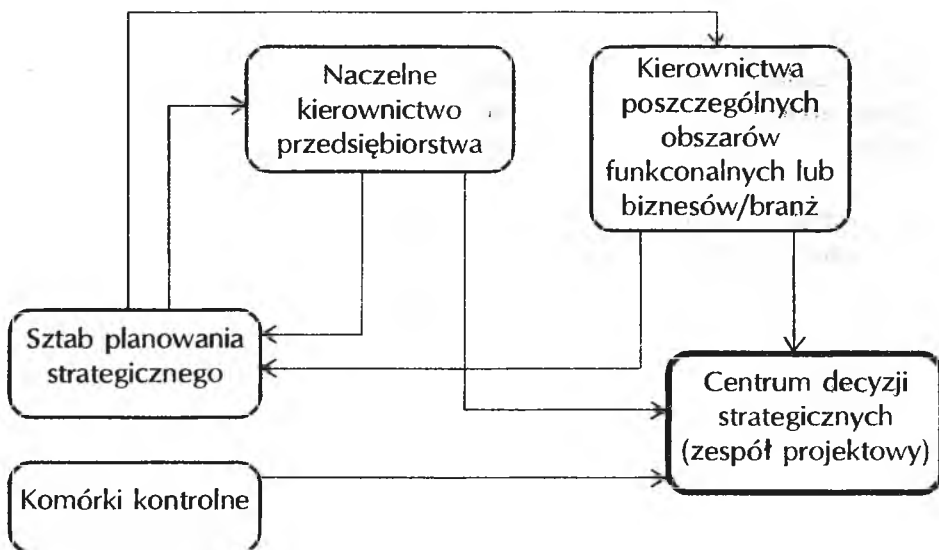 Naczelne
kierownictwo
przedsiębiorstwa
Kierownictwa
poszczególnych
obszarów
funkconalnych lub
biznesów/branż
Sztab planowania
strategicznego
Centrum decyzji
strategicznych
(zespół projektowy)
Komórki kontrolne